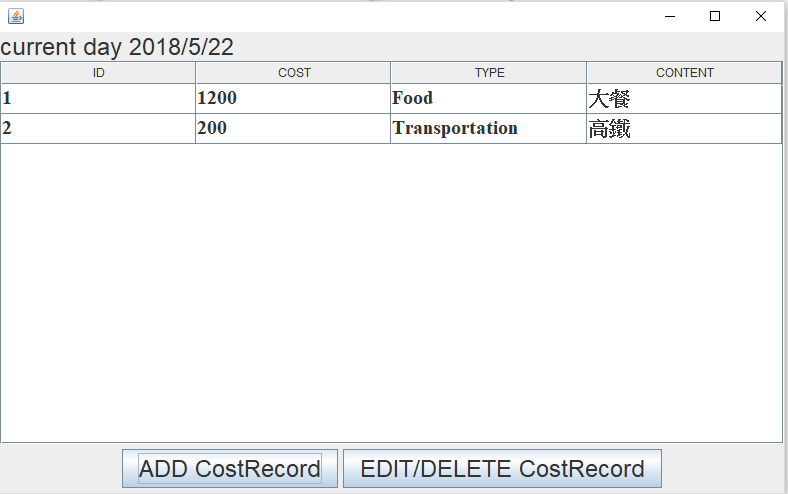 current day 2018/5/22
ID COST TYPE CONTENT
1 1200 Food 大餐
2 200 Transportation 高鐵
ADD CostRecord EDIT/DELETE CostRecord